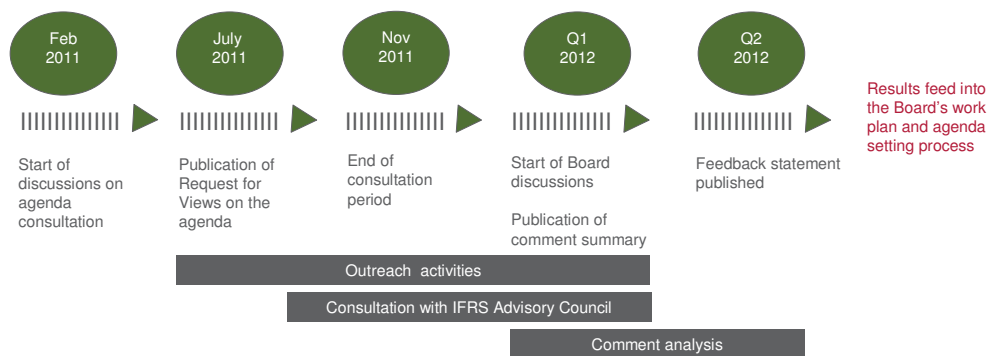 Feb
2011
July
2011
Nov
2011
Q1
2012
Q2
2012
Results feed into
the Board's work
plan and agenda
setting process
Start of
discussions on
agenda
consultation
Publication of
Request for
Views on the
agenda
End of
consultation
period
Start of Board
discussions
Publication of
comment summary
Feedback statement
published
Outreach activities
Consultation with IFRS Advisory Council
Comment analysis